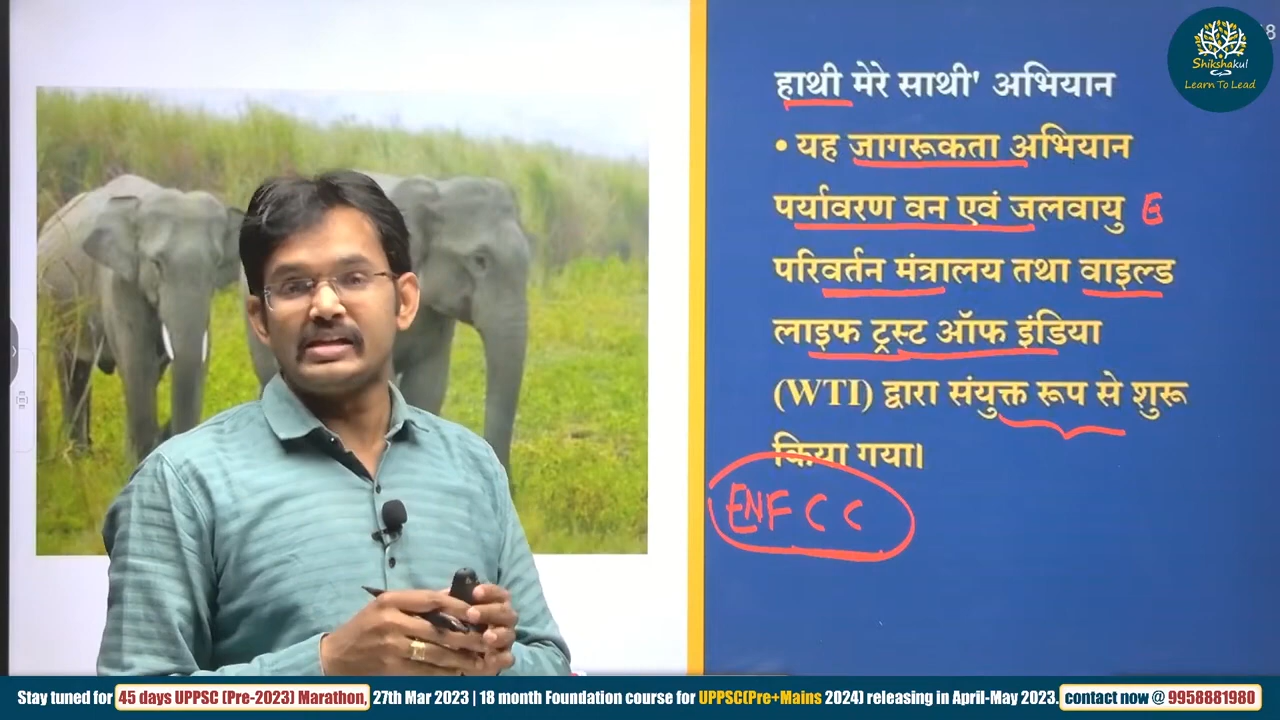 8
Shikshakul
Learn To Lead
हाथी मेरे साथी' अभियान
• यह जागरूकता अभियान
पर्यावरण वन एवं जलवायु E
परिवर्तन मंत्रालय तथा वाइल्ड
लाइफ ट्रस्ट ऑफ इंडिया
(WTI) द्वारा संयुक्त रूप से शुरू
किया गया।
ENFCC
Stay tuned for 45 days UPPSC (Pre-2023) Marathon, 27th Mar 2023 | 18 month Foundation course for UPPSC(Pre+Mains 2024) releasing in April-May 2023. contact now @ 9958881980